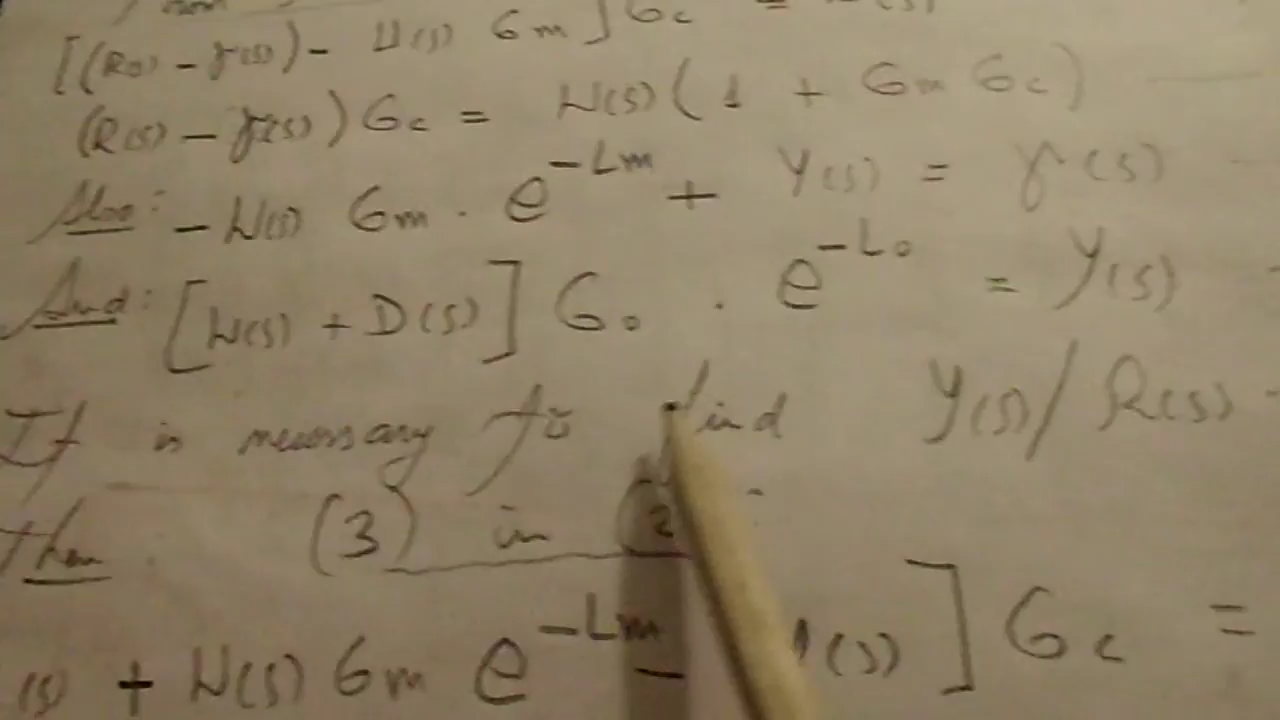 [(R(s) - γ(s)) - U(s) Gm] Gc =
(R(s) - γ(s)) Gc = U(s) (1 + Gm Gc)
Also: - U(s) Gm . e^{-Lm} + Y(s) = γ(s)
And: [U(s) + D(s)] Go . e^{-Lo} = Y(s)
It is necessary to find Y(s)/R(s)
then (3) in (2
(s) + U(s) Gm e^{-Lm} - (s)] Gc =